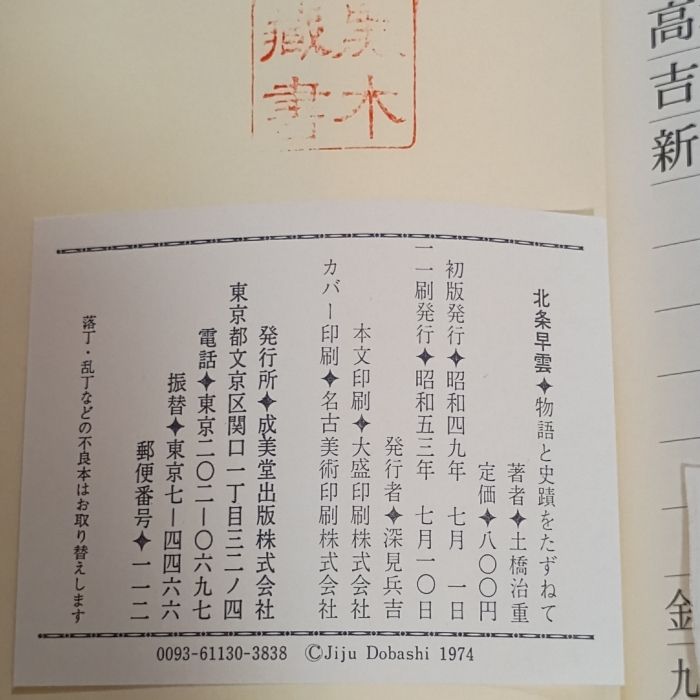 木
蔵書
北条早雲✦物語と史蹟をたずねて
著者✦土橋治重
定価✦八〇〇円
初版発行✦昭和四九年 七月 一日
一一刷発行✦昭和五三年 七月一〇日
発行者✦深見兵吉
本文印刷✦大盛印刷株式会社
カバー印刷✦名古美術印刷株式会社
発行所✦成美堂出版株式会社
東京都文京区関口一丁目三二ノ四
電話✦東京二〇二―〇六九七
振替✦東京七―四四六六
郵便番号✦一一二
落丁・乱丁などの不良本はお取り替えします
0093-61130-3838 ©Jiju Dobashi 1974
高吉新
金九